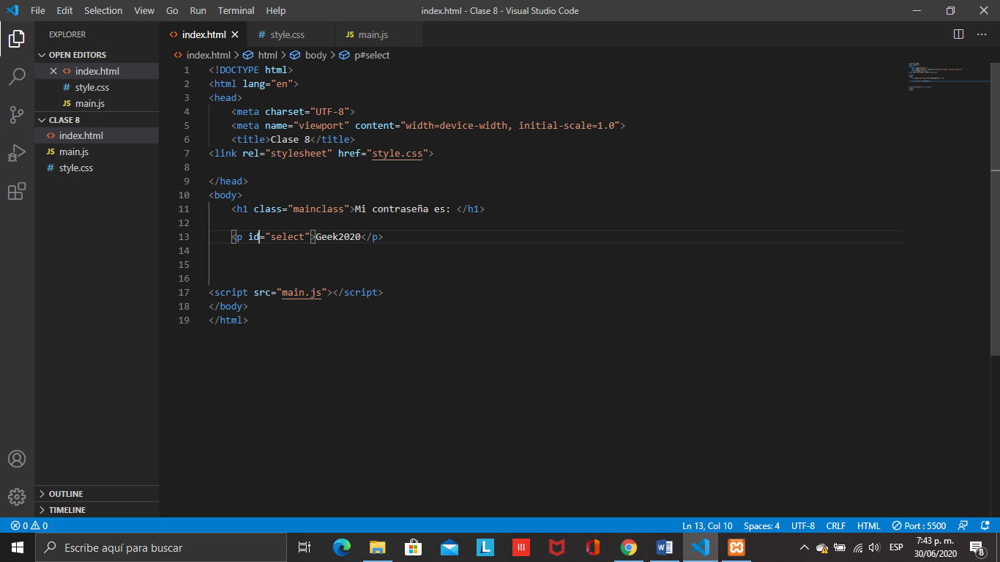 File Edit Selection View Go Run Terminal Help
index.html - Clase 8 - Visual Studio Code
EXPLORER
OPEN EDITORS
index.html
style.css
main.js
CLASE 8
index.html
main.js
style.css
OUTLINE
TIMELINE
index.html style.css main.js
index.html > html > body > p#select
1 <!DOCTYPE html>
2 <html lang="en">
3 <head>
4 <meta charset="UTF-8">
5 <meta name="viewport" content="width=device-width, initial-scale=1.0">
6 <title>Clase 8</title>
7 <link rel="stylesheet" href="style.css">
8
9 </head>
10 <body>
11 <h1 class="mainclass">Mi contraseña es: </h1>
12
13 <p id="select">Geek2020</p>
14
15
16
17 <script src="main.js"></script>
18 </body>
19 </html>
0 0
Ln 13, Col 10 Spaces: 4 UTF-8 CRLF HTML Port : 5500
Escribe aquí para buscar
ESP
7:43 p. m.
30/06/2020
8